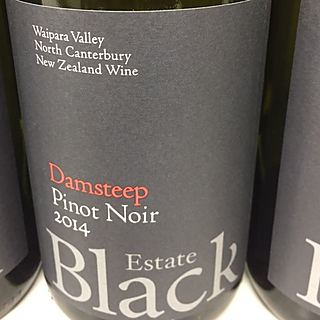 Waipara Valley
North Canterbury
New Zealand Wine
Damsteep
Pinot Noir
2014
Estate
Black